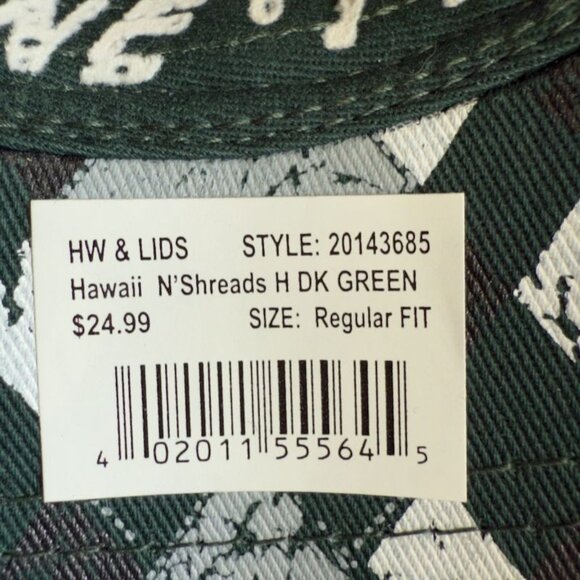 HW & LIDS STYLE: 20143685
Hawaii N'Shreads H DK GREEN
$24.99 SIZE: Regular FIT
4 02011 55564 5